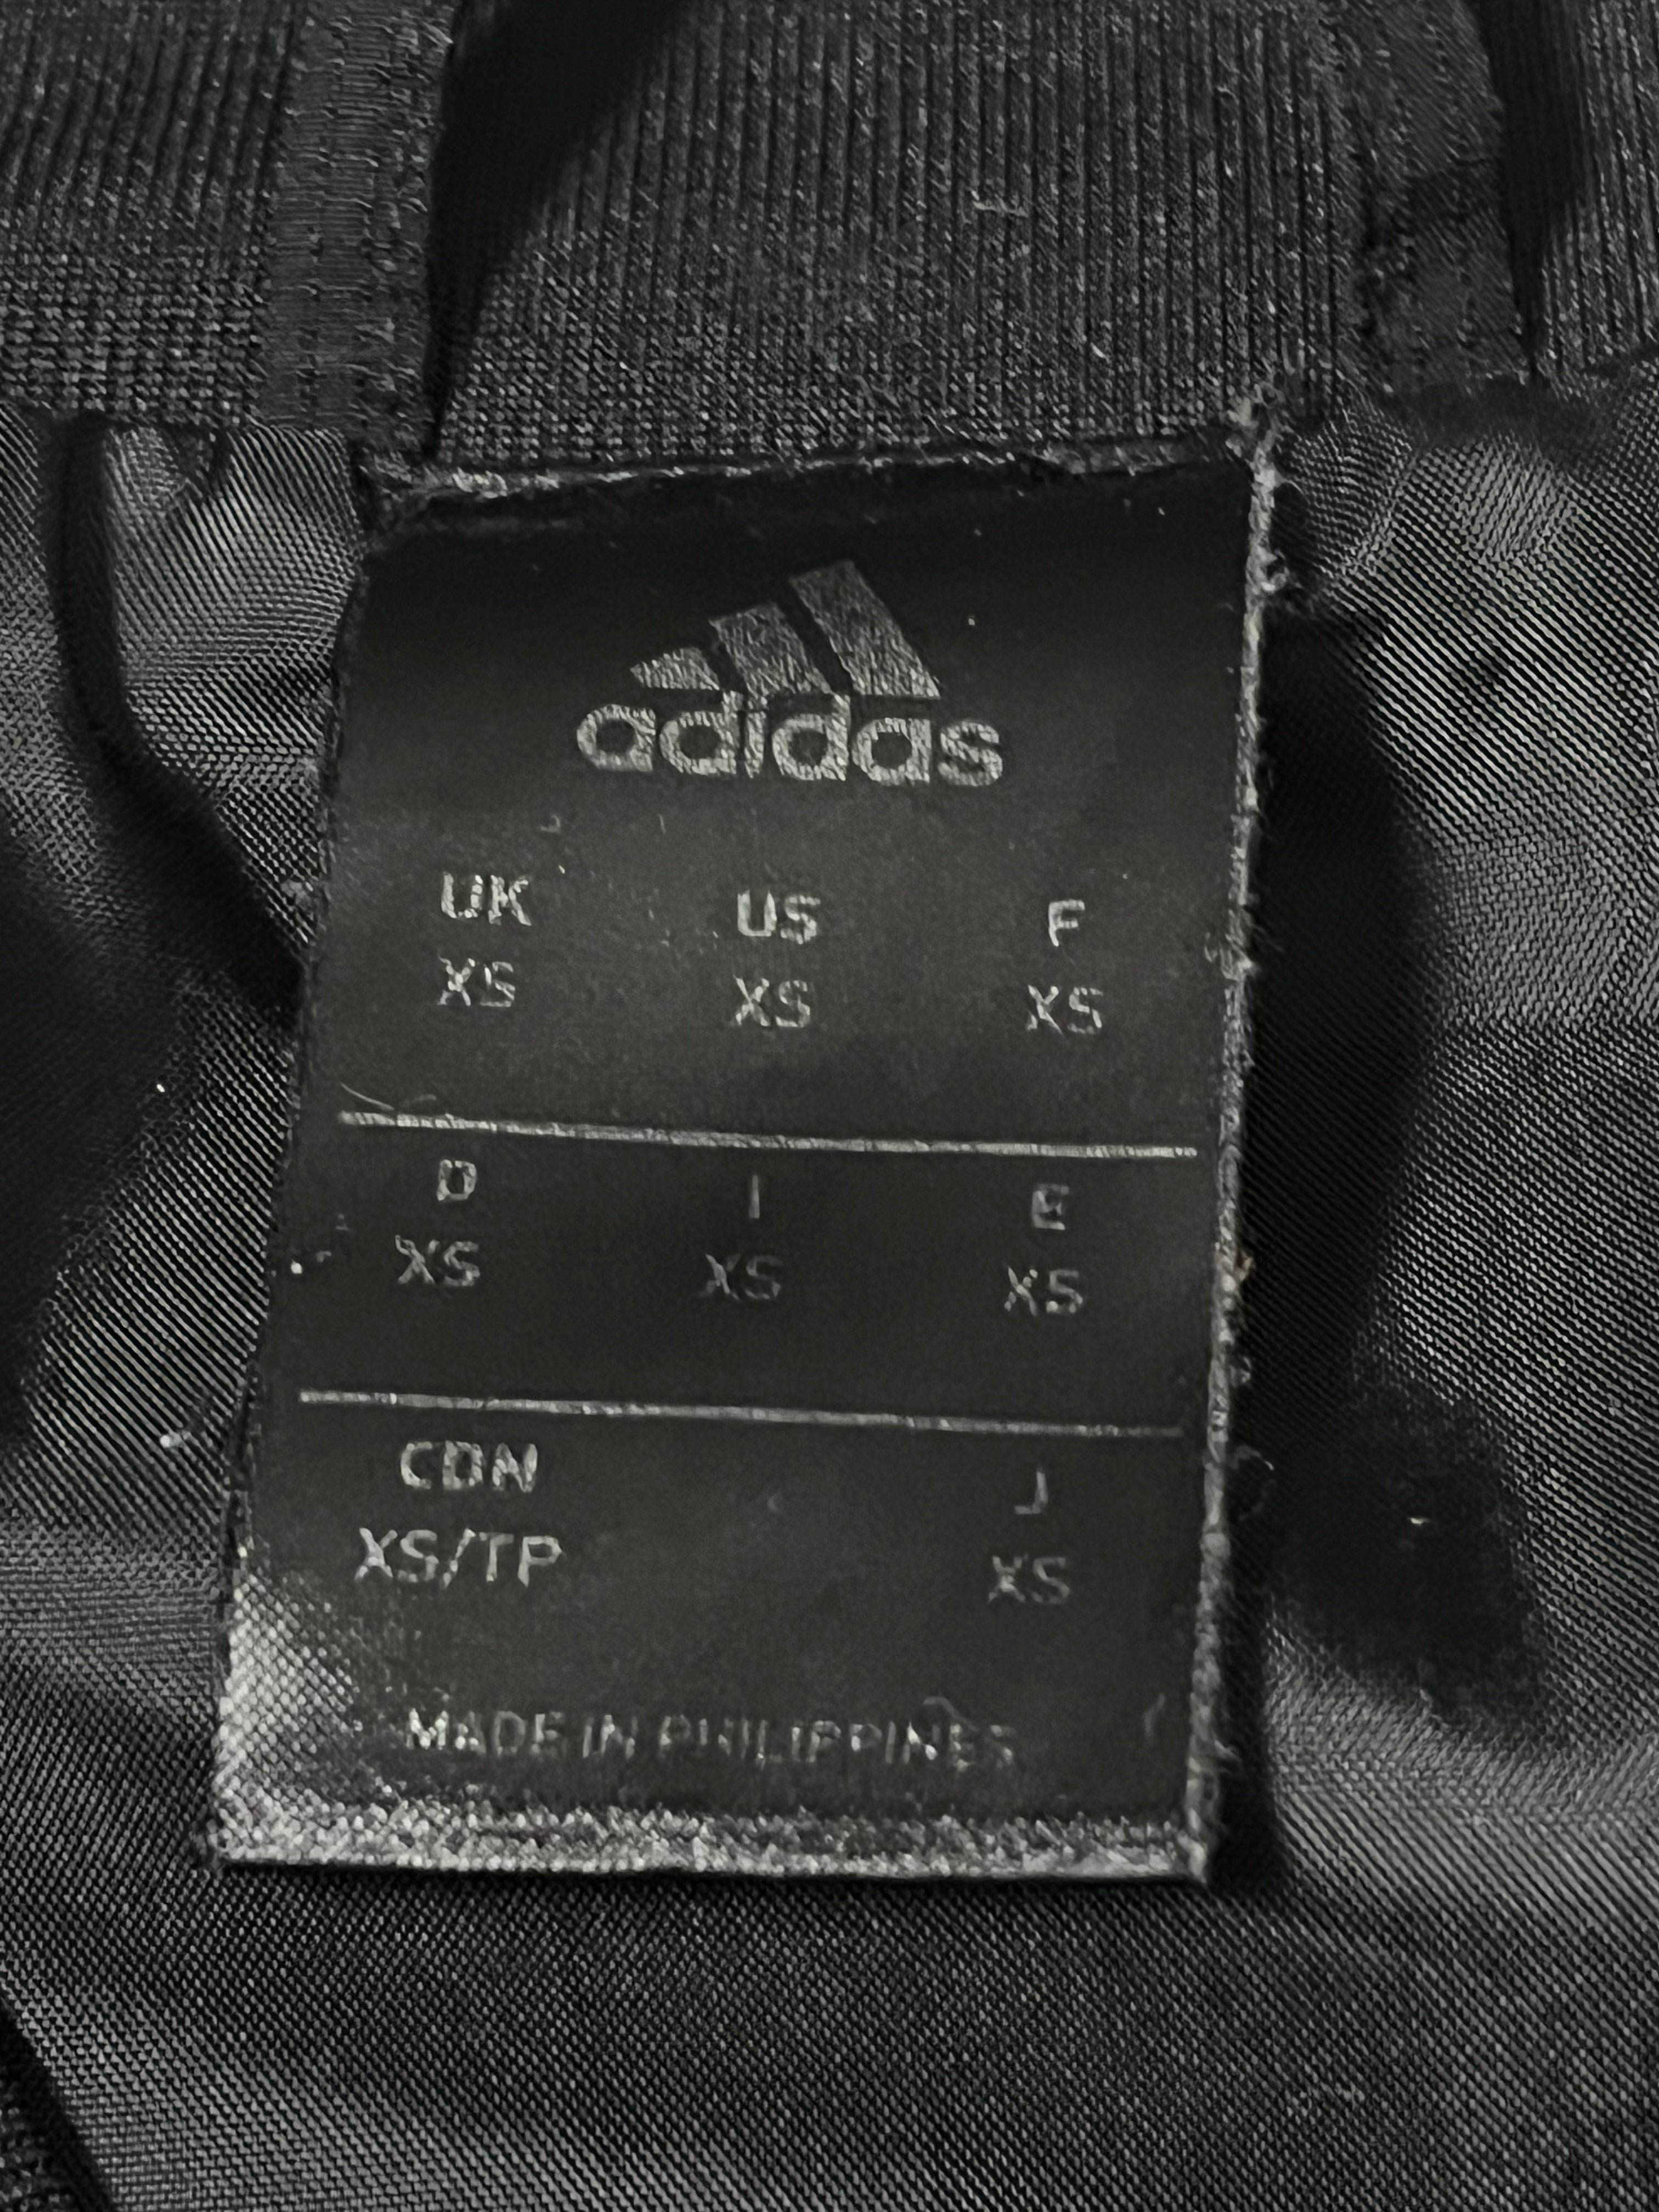 adidas
UK US F
XS XS XS
D I E
XS XS XS
CDN J
XS/TP XS
MADE IN PHILIPPINES